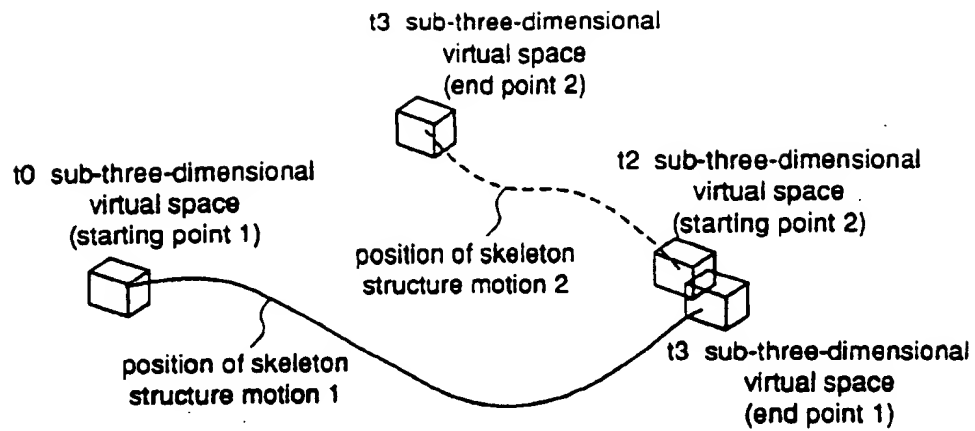 t3 sub-three-dimensional
virtual space
(end point 2)
t0 sub-three-dimensional
virtual space
(starting point 1)
t2 sub-three-dimensional
virtual space
(starting point 2)
position of skeleton
structure motion 2
position of skeleton
structure motion 1
t3 sub-three-dimensional
virtual space
(end point 1)